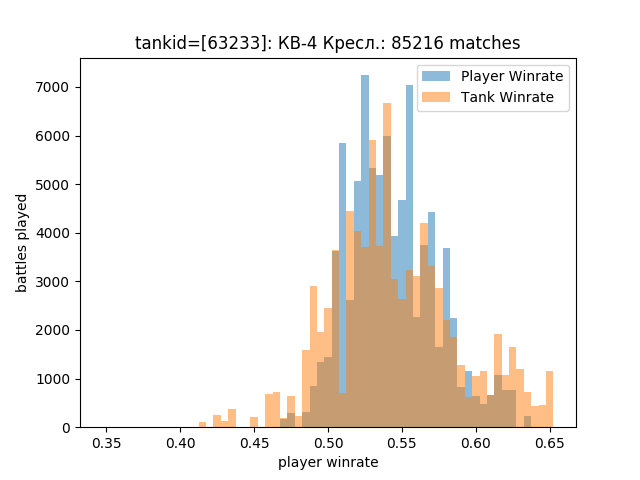 tankid=[63233]: КВ-4 Кресл.: 85216 matches
Player Winrate
Tank Winrate
7000
6000
5000
4000
3000
2000
1000
0
battles played
0.35 0.40 0.45 0.50 0.55 0.60 0.65
player winrate